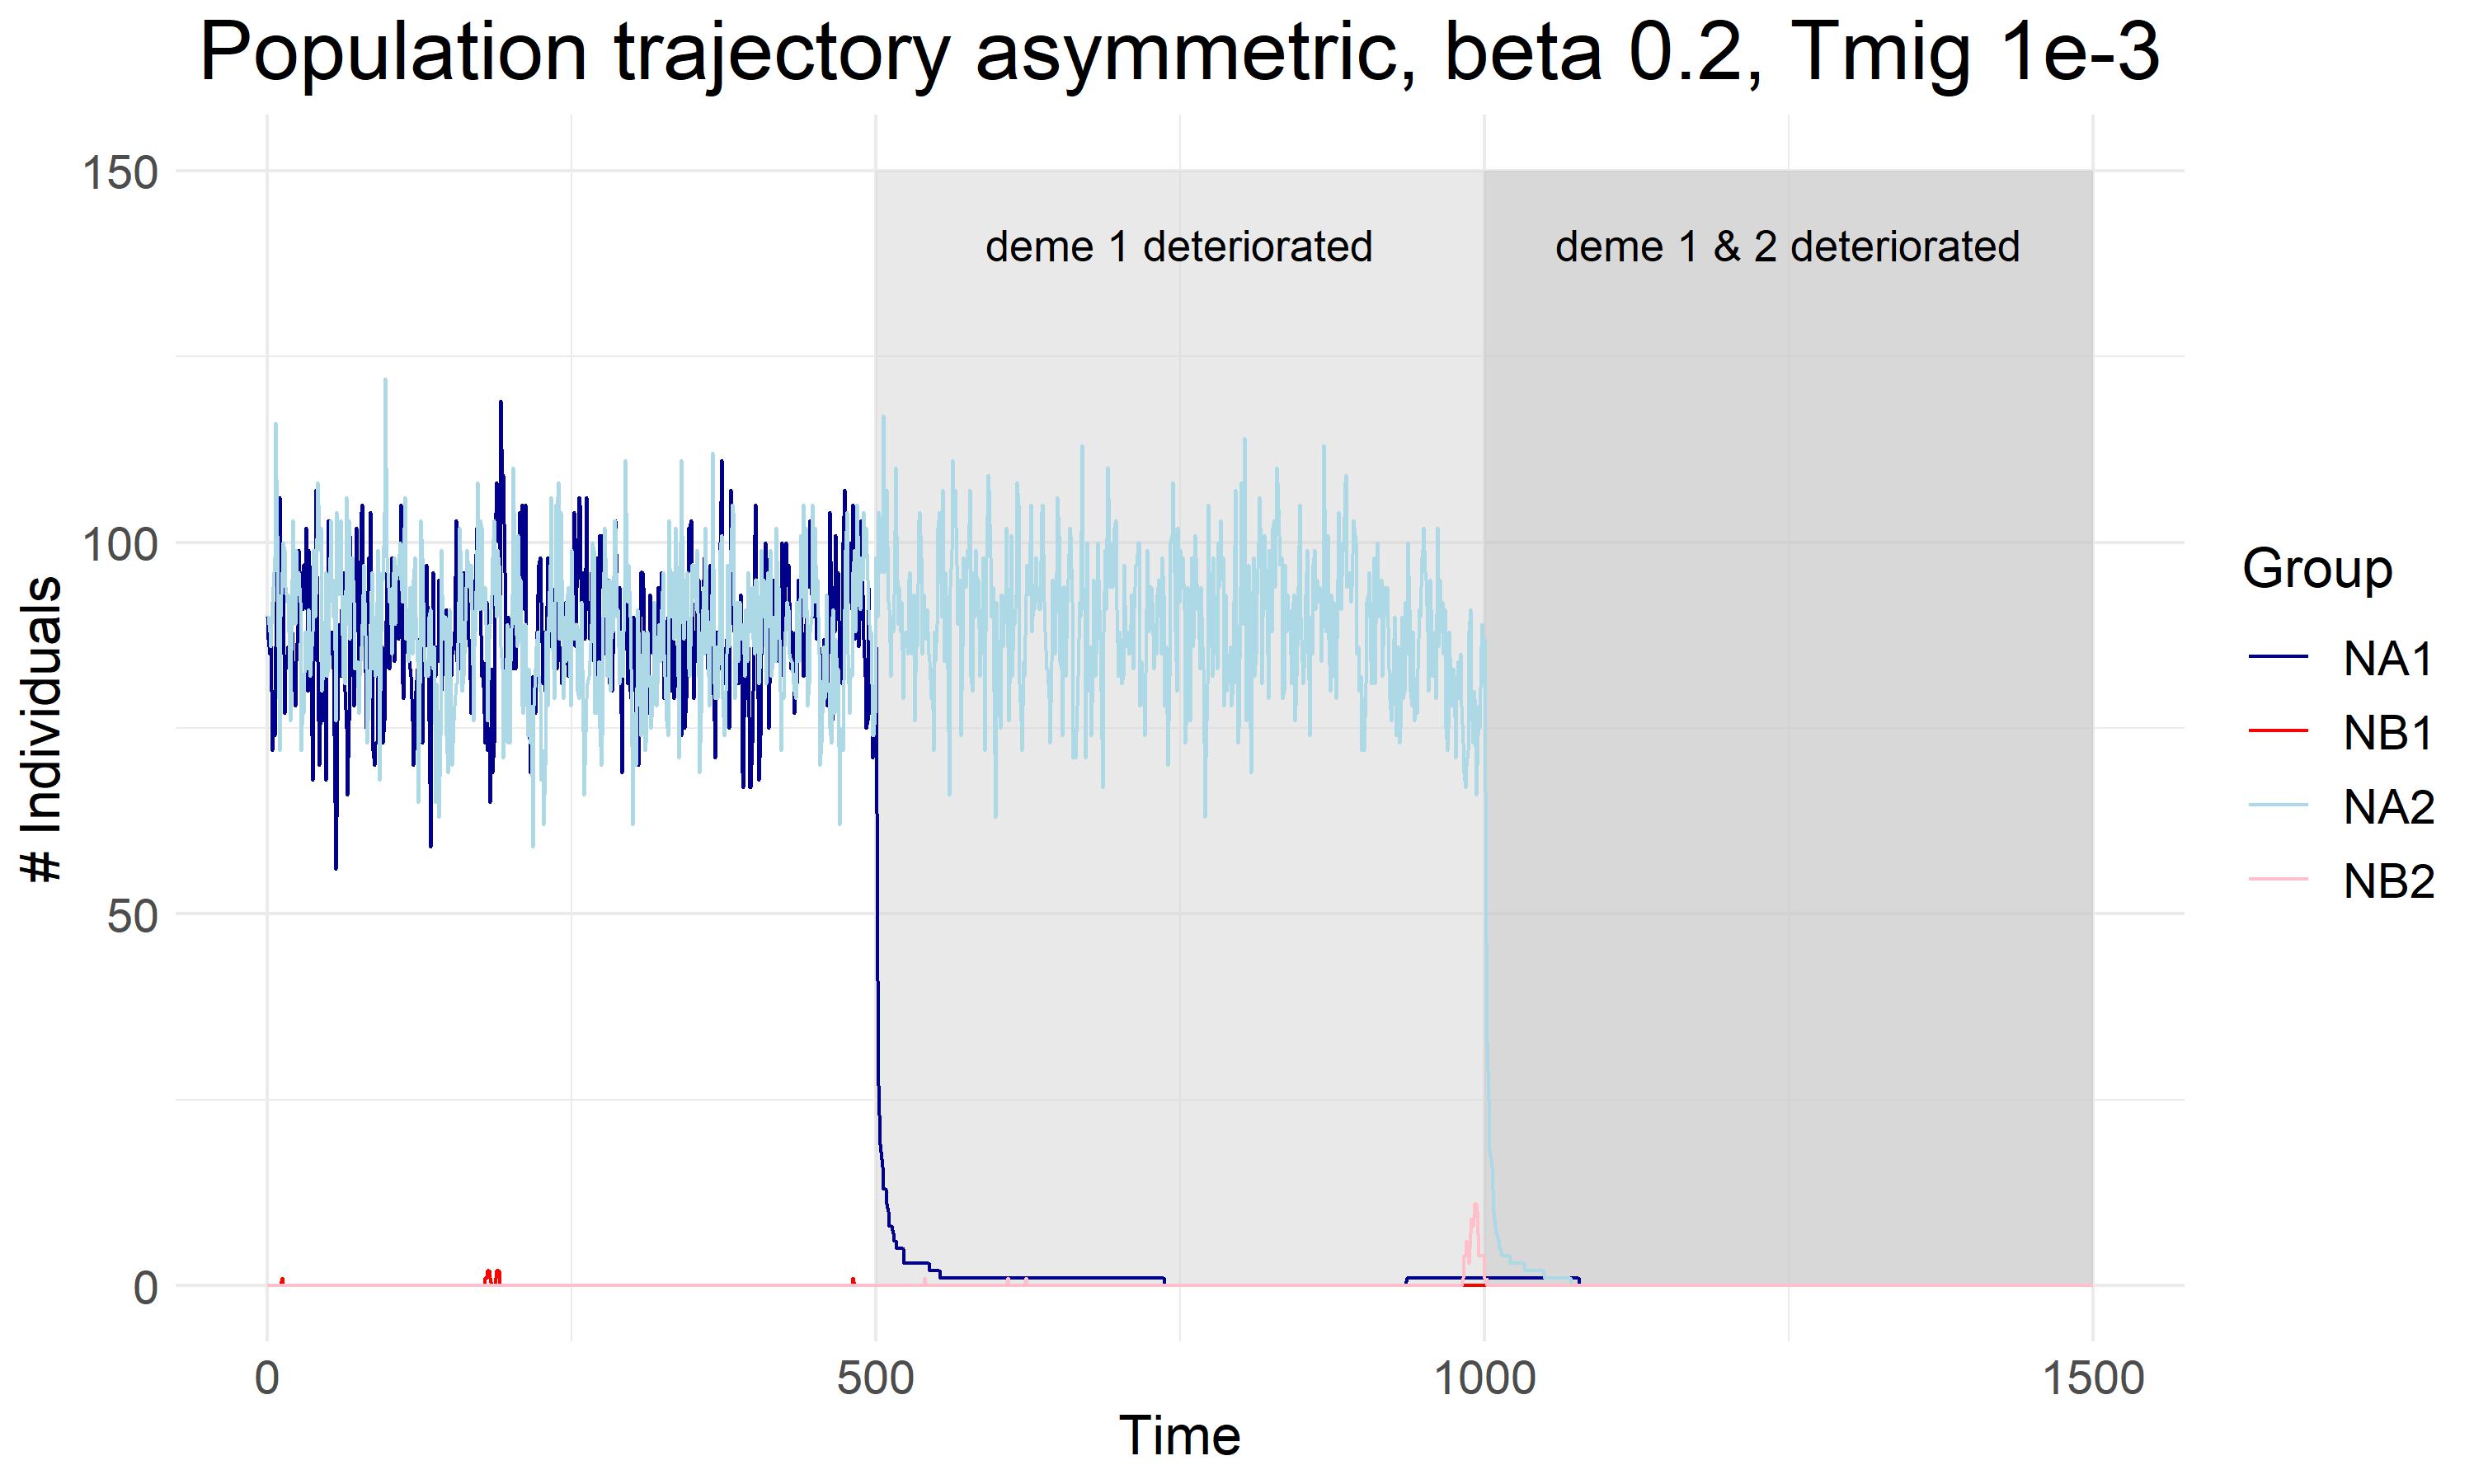 Population trajectory asymmetric, beta 0.2, Tmig 1e-3
150
100
50
0
# Individuals
deme 1 deteriorated
deme 1 & 2 deteriorated
0
500
1000
1500
Time
Group
NA1
NB1
NA2
NB2